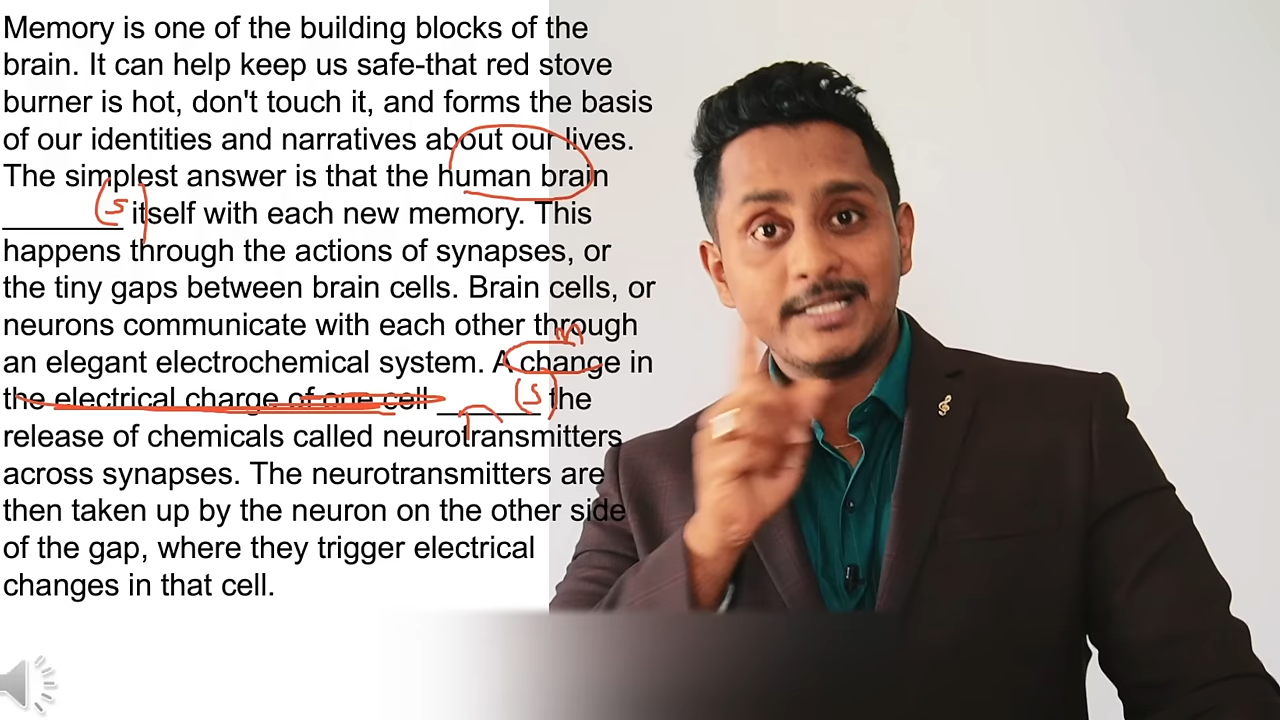 Memory is one of the building blocks of the
brain. It can help keep us safe-that red stove
burner is hot, don't touch it, and forms the basis
of our identities and narratives about our lives.
The simplest answer is that the human brain
________(s) itself with each new memory. This
happens through the actions of synapses, or
the tiny gaps between brain cells. Brain cells, or
neurons communicate with each other through
an elegant electrochemical system. A change in
the electrical charge of one cell _______(s) the
release of chemicals called neurotransmitters
across synapses. The neurotransmitters are
then taken up by the neuron on the other side
of the gap, where they trigger electrical
changes in that cell.